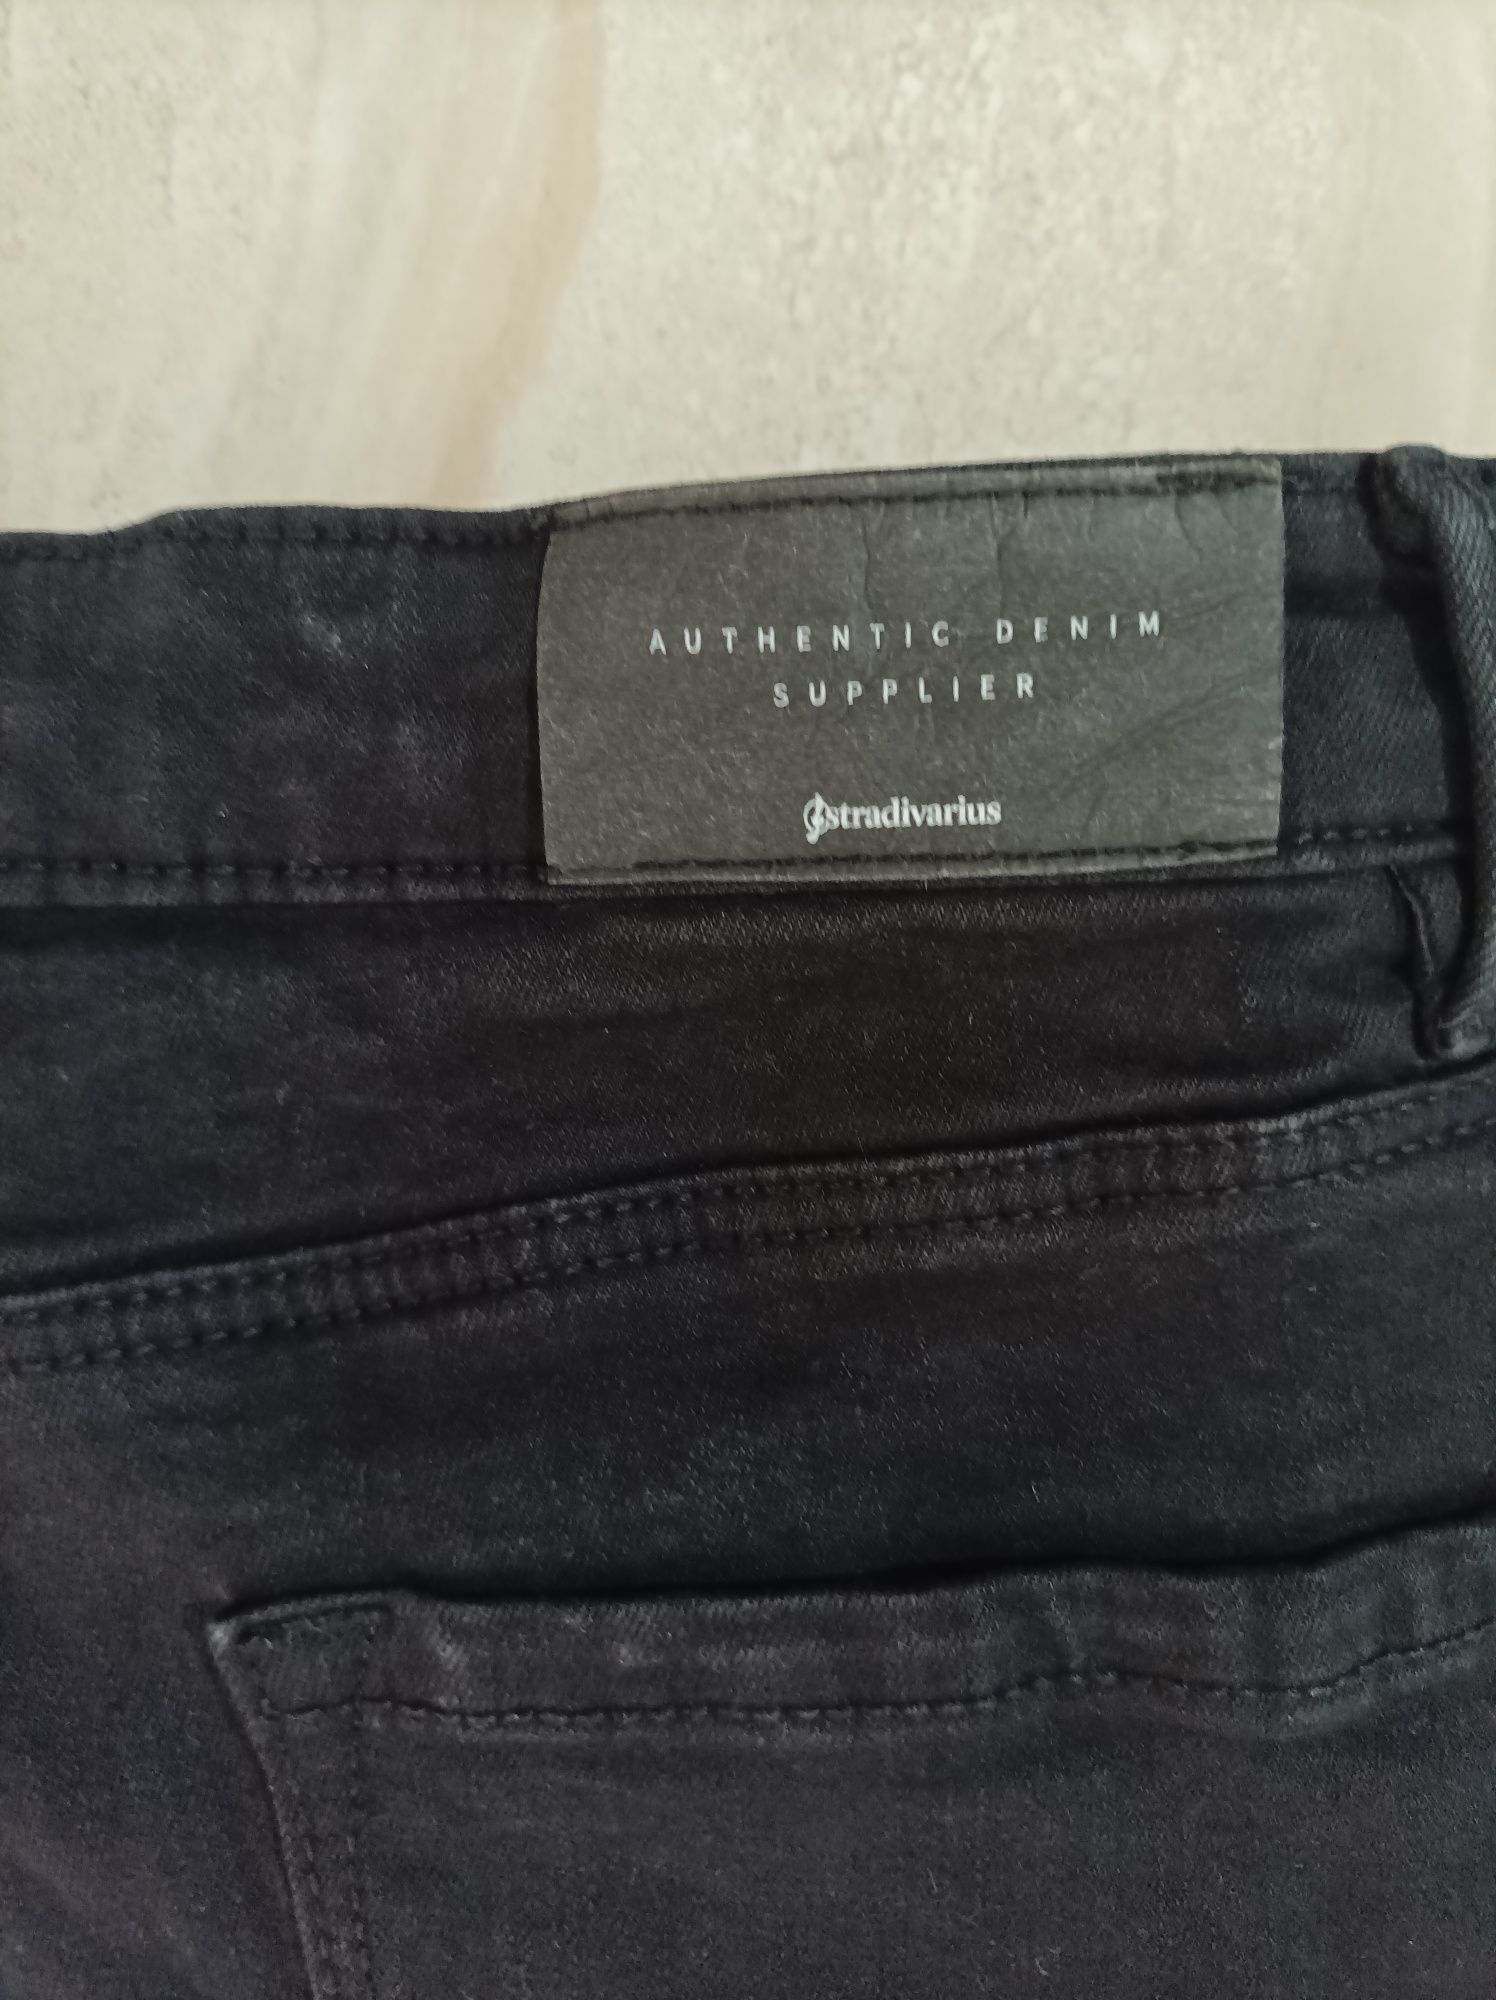 AUTHENTIC DENIM
SUPPLIER
stradivarius